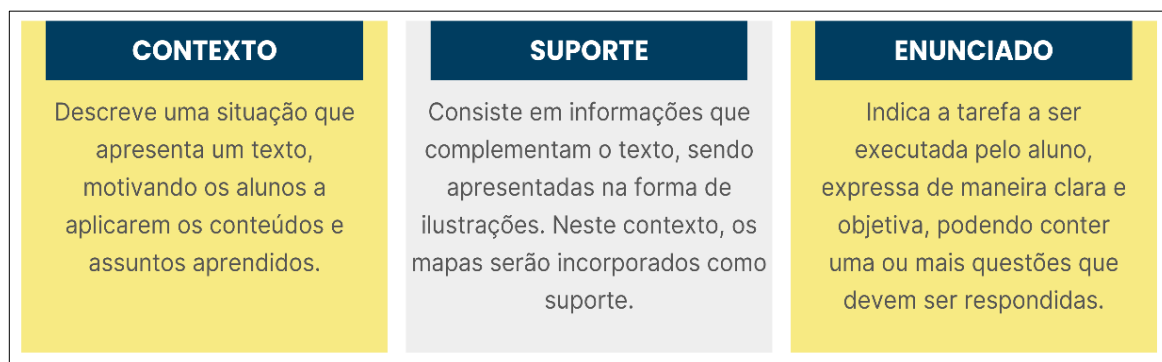 CONTEXTO
Descreve uma situação que
apresenta um texto,
motivando os alunos a
aplicarem os conteúdos e
assuntos aprendidos.
SUPORTE
Consiste em informações que
complementam o texto, sendo
apresentadas na forma de
ilustrações. Neste contexto, os
mapas serão incorporados como
suporte.
ENUNCIADO
Indica a tarefa a ser
executada pelo aluno,
expressa de maneira clara e
objetiva, podendo conter
uma ou mais questões que
devem ser respondidas.